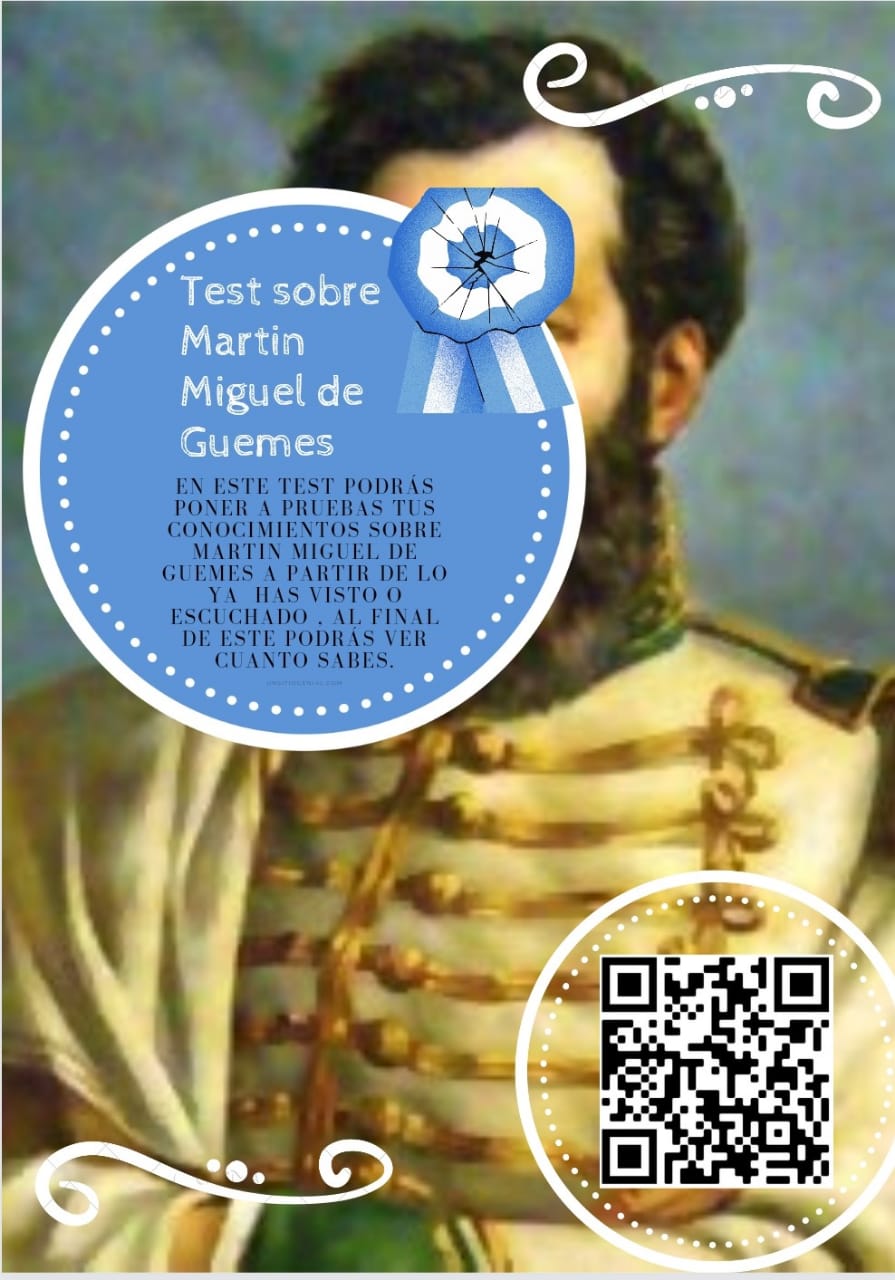 Test sobre
Martin
Miguel de
Guemes
EN ESTE TEST PODRÁS
PONER A PRUEBAS TUS
CONOCIMIENTOS SOBRE
MARTIN MIGUEL DE
GUEMES A PARTIR DE LO
YA HAS VISTO O
ESCUCHADO , AL FINAL
DE ESTE PODRÁS VER
CUANTO SABES.